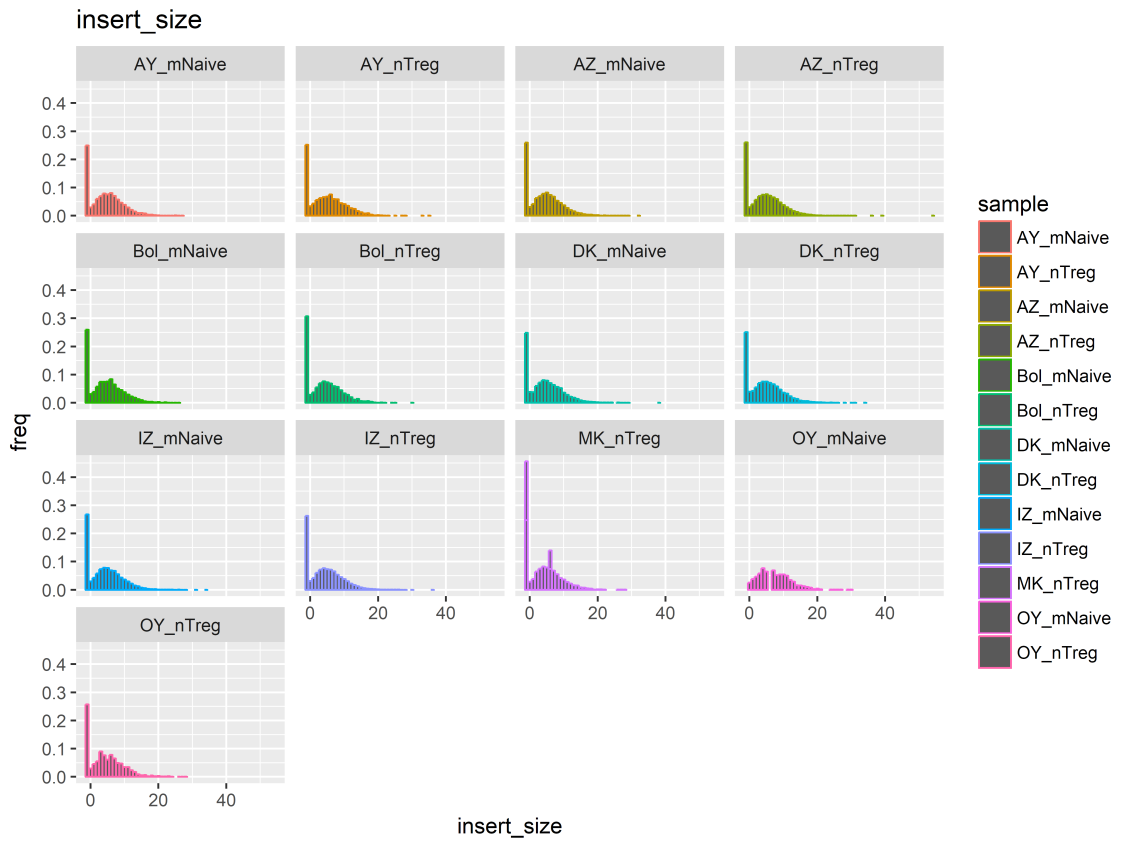 insert_size
AY_mNaive AY_nTreg AZ_mNaive AZ_nTreg
0.4
0.3
0.2
0.1
0.0
Bol_mNaive Bol_nTreg DK_mNaive DK_nTreg
0.4
0.3
0.2
0.1
0.0
freq
IZ_mNaive IZ_nTreg MK_nTreg OY_mNaive
0.4
0.3
0.2
0.1
0.0
0 20 40 0 20 40 0 20 40
OY_nTreg
0.4
0.3
0.2
0.1
0.0
0 20 40
insert_size
sample
AY_mNaive
AY_nTreg
AZ_mNaive
AZ_nTreg
Bol_mNaive
Bol_nTreg
DK_mNaive
DK_nTreg
IZ_mNaive
IZ_nTreg
MK_nTreg
OY_mNaive
OY_nTreg